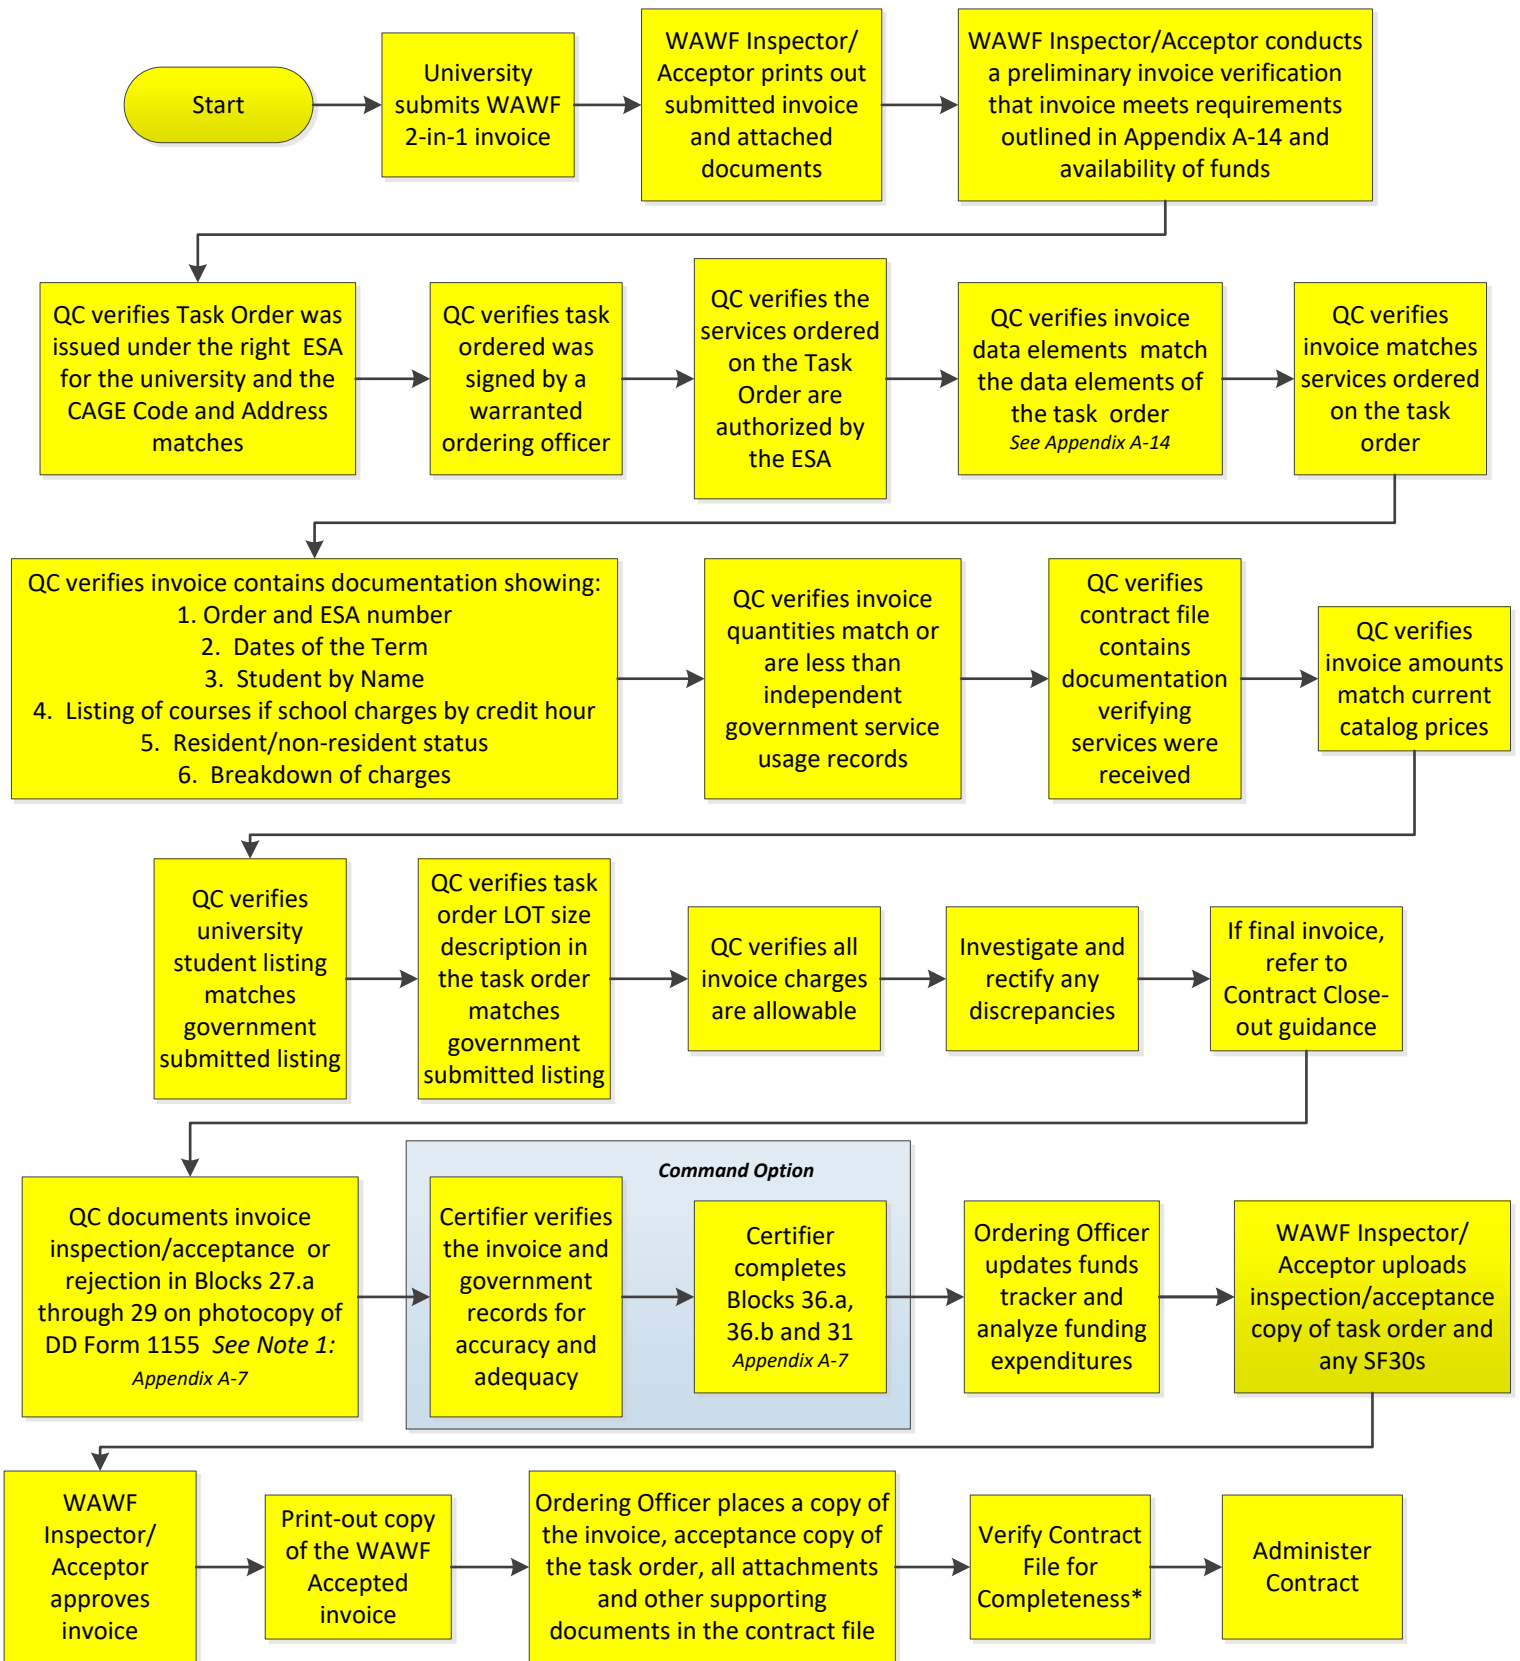 Start
University
submits WAWF
2-in-1 invoice
WAWF Inspector/
Acceptor prints out
submitted invoice
and attached
documents
WAWF Inspector/Acceptor conducts
a preliminary invoice verification
that invoice meets requirements
outlined in Appendix A-14 and
availability of funds
QC verifies Task Order was
issued under the right ESA
for the university and the
CAGE Code and Address
matches
QC verifies task
ordered was
signed by a
warranted
ordering officer
QC verifies the
services ordered
on the Task
Order are
authorized by
the ESA
QC verifies invoice
data elements match
the data elements of
the task order
See Appendix A-14
QC verifies
invoice matches
services ordered
on the task
order
QC verifies invoice contains documentation showing:
1. Order and ESA number
2. Dates of the Term
3. Student by Name
4. Listing of courses if school charges by credit hour
5. Resident/non-resident status
6. Breakdown of charges
QC verifies invoice
quantities match or
are less than
independent
government service
usage records
QC verifies
contract file
contains
documentation
verifying
services were
received
QC verifies
invoice amounts
match current
catalog prices
QC verifies
university
student listing
matches
government
submitted listing
QC verifies task
order LOT size
description in
the task order
matches
government
submitted listing
QC verifies all
invoice charges
are allowable
Investigate and
rectify any
discrepancies
If final invoice,
refer to
Contract Close-
out guidance
QC documents invoice
inspection/acceptance or
rejection in Blocks 27.a
through 29 on photocopy of
DD Form 1155 See Note 1:
Appendix A-7
Command Option
Certifier verifies
the invoice and
government
records for
accuracy and
adequacy
Certifier
completes
Blocks 36.a,
36.b and 31
Appendix A-7
Ordering Officer
updates funds
tracker and
analyze funding
expenditures
WAWF Inspector/
Acceptor uploads
inspection/acceptance
copy of task order and
any SF30s
WAWF
Inspector/
Acceptor
approves
invoice
Print-out copy
of the WAWF
Accepted
invoice
Ordering Officer places a copy of
the invoice, acceptance copy of
the task order, all attachments
and other supporting
documents in the contract file
Verify Contract
File for
Completeness*
Administer
Contract